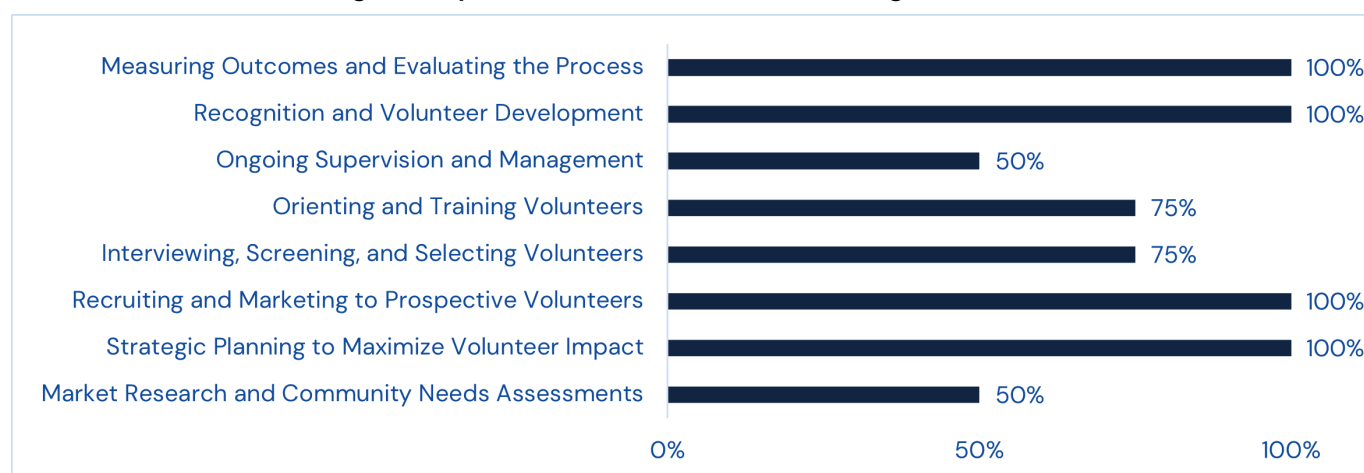 Measuring Outcomes and Evaluating the Process 100%
Recognition and Volunteer Development 100%
Ongoing Supervision and Management 50%
Orienting and Training Volunteers 75%
Interviewing, Screening, and Selecting Volunteers 75%
Recruiting and Marketing to Prospective Volunteers 100%
Strategic Planning to Maximize Volunteer Impact 100%
Market Research and Community Needs Assessments 50%
0% 50% 100%